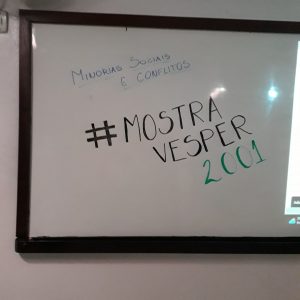 MINORIAS SOCIAIS
E CONFLITOS
#MOSTRA
VESPER
2001